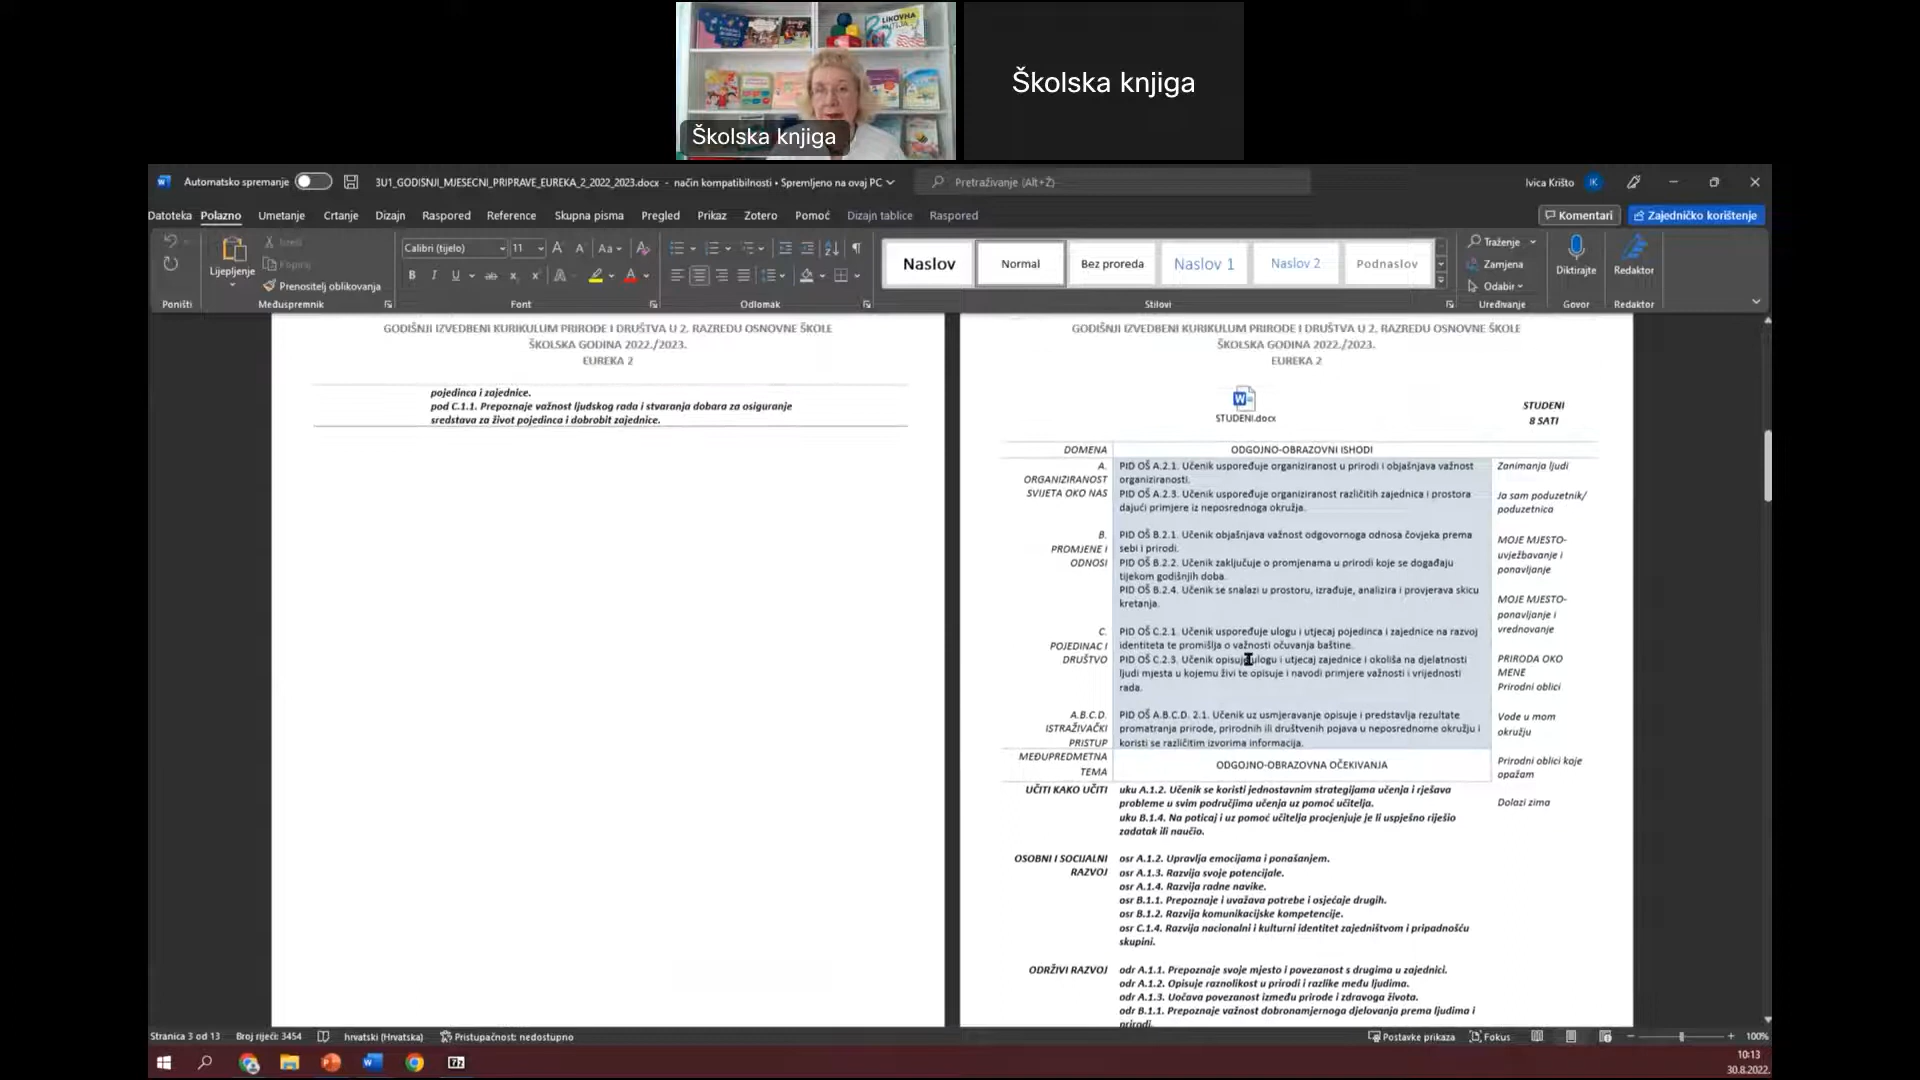 LIKOVNA
Školska knjiga
Školska knjiga
Automatsko spremanje
3U1_GODISNJI_MJESECNI_PRIPRAVE_EUREKA_2_2022_2023.docx - način kompatibilnosti • Spremljeno na ovaj PC
Pretraživanje (Alt+Ž)
Ivica Krišto
IK
Datoteka Polazno Umetanje Crtanje Dizajn Raspored Reference Skupna pisma Pregled Prikaz Zotero Pomoć Dizajn tablice Raspored
Komentari
Zajedničko korištenje
Lijepljenje
Kopiraj
Prenositelj oblikovanja
Calibri (tijelo) 11
Naslov
Normal
Bez proreda
Naslov 1
Naslov 2
Podnaslov
Traženje
Zamjena
Odabir
Diktirajte
Redaktor
Poništi Međuspremnik Font Odlomak Stilovi Uređivanje Govor Redaktor
GODIŠNJI IZVEDBENI KURIKULUM PRIRODE I DRUŠTVA U 2. RAZREDU OSNOVNE ŠKOLE
ŠKOLSKA GODINA 2022./2023.
EUREKA 2
pojedinca i zajednice.
pod C.1.1. Prepoznaje važnost ljudskog rada i stvaranja dobara za osiguranje
sredstava za život pojedinca i dobrobit zajednice.
GODIŠNJI IZVEDBENI KURIKULUM PRIRODE I DRUŠTVA U 2. RAZREDU OSNOVNE ŠKOLE
ŠKOLSKA GODINA 2022./2023.
EUREKA 2
STUDENI.docx
STUDENI
8 SATI
DOMENA
ODGOJNO-OBRAZOVNI ISHODI
A.
ORGANIZIRANOST
SVIJETA OKO NAS
PID OŠ A.2.1. Učenik uspoređuje organiziranost u prirodi i objašnjava važnost
organiziranosti.
PID OŠ A.2.3. Učenik uspoređuje organiziranost različitih zajednica i prostora
dajući primjere iz neposrednoga okružja.
B.
PROMJENE I
ODNOSI
PID OŠ B.2.1. Učenik objašnjava važnost odgovornoga odnosa čovjeka prema
sebi i prirodi.
PID OŠ B.2.2. Učenik zaključuje o promjenama u prirodi koje se događaju
tijekom godišnjih doba.
PID OŠ B.2.4. Učenik se snalazi u prostoru, izrađuje, analizira i provjerava skicu
kretanja.
C.
POJEDINAC I
DRUŠTVO
PID OŠ C.2.1. Učenik uspoređuje ulogu i utjecaj pojedinca i zajednice na razvoj
identiteta te promišlja o važnosti očuvanja baštine.
PID OŠ C.2.3. Učenik opisuje ulogu i utjecaj zajednice i okoliša na djelatnosti
ljudi mjesta u kojemu živi te opisuje i navodi primjere važnosti i vrijednosti
rada.
A.B.C.D.
ISTRAŽIVAČKI
PRISTUP
PID OŠ A.B.C.D. 2.1. Učenik uz usmjeravanje opisuje i predstavlja rezultate
promatranja prirode, prirodnih ili društvenih pojava u neposrednome okružju i
koristi se različitim izvorima informacija.
Zanimanja ljudi
Ja sam poduzetnik/
poduzetnica
MOJE MJESTO-
uvježbavanje i
ponavljanje
MOJE MJESTO-
ponavljanje i
vrednovanje
PRIRODA OKO
MENE
Prirodni oblici
Vode u mom
okružju
Prirodni oblici koje
opažam
Dolazi zima
MEĐUPREDMETNA
TEMA
ODGOJNO-OBRAZOVNA OČEKIVANJA
UČITI KAKO UČITI
uku A.1.2. Učenik se koristi jednostavnim strategijama učenja i rješava
probleme u svim područjima učenja uz pomoć učitelja.
uku B.1.4. Na poticaj i uz pomoć učitelja procjenjuje je li uspješno riješio
zadatak ili naučio.
OSOBNI I SOCIJALNI
RAZVOJ
osr A.1.2. Upravlja emocijama i ponašanjem.
osr A.1.3. Razvija svoje potencijale.
osr A.1.4. Razvija radne navike.
osr B.1.1. Prepoznaje i uvažava potrebe i osjećaje drugih.
osr B.1.2. Razvija komunikacijske kompetencije.
osr C.1.4. Razvija nacionalni i kulturni identitet zajedništvom i pripadnošću
skupini.
ODRŽIVI RAZVOJ
odr A.1.1. Prepoznaje svoje mjesto i povezanost s drugima u zajednici.
odr A.1.2. Opisuje raznolikost u prirodi i razlike među ljudima.
odr A.1.3. Uočava povezanost između prirode i zdravoga života.
odr B.1.1. Prepoznaje važnost dobronamjernoga djelovanja prema ljudima i
prirodi.
Stranica 3 od 13 Broj riječi: 3454 hrvatski (Hrvatska) Pristupačnost: nedostupno
Postavke prikaza Fokus 100%
10:13
30.8.2022.